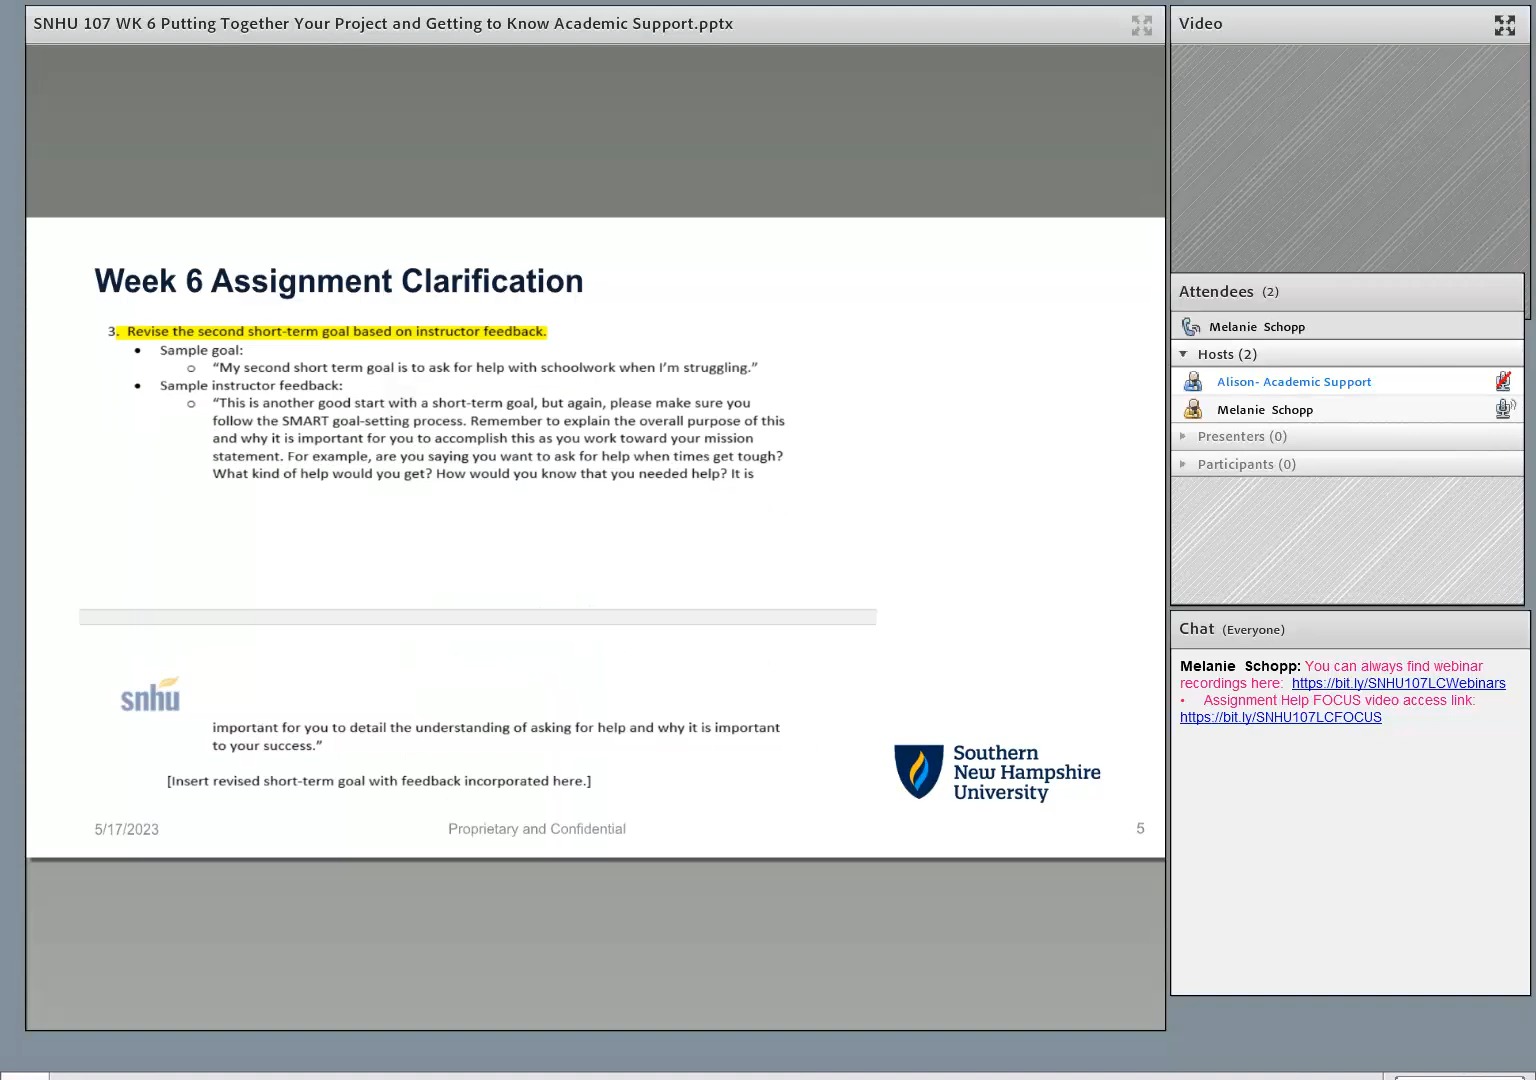 SNHU 107 WK 6 Putting Together Your Project and Getting to Know Academic Support.pptx
Week 6 Assignment Clarification
3. Revise the second short-term goal based on instructor feedback.
• Sample goal:
o "My second short term goal is to ask for help with schoolwork when I'm struggling."
• Sample instructor feedback:
o "This is another good start with a short-term goal, but again, please make sure you
follow the SMART goal-setting process. Remember to explain the overall purpose of this
and why it is important for you to accomplish this as you work toward your mission
statement. For example, are you saying you want to ask for help when times get tough?
What kind of help would you get? How would you know that you needed help? It is
snhu
important for you to detail the understanding of asking for help and why it is important
to your success."
[Insert revised short-term goal with feedback incorporated here.]
Southern
New Hampshire
University
5/17/2023
Proprietary and Confidential
5
Video
Attendees (2)
Melanie Schopp
Hosts (2)
Alison- Academic Support
Melanie Schopp
Presenters (0)
Participants (0)
Chat (Everyone)
Melanie Schopp: You can always find webinar
recordings here: https://bit.ly/SNHU107LCWebinars
• Assignment Help FOCUS video access link:
https://bit.ly/SNHU107LCFOCUS